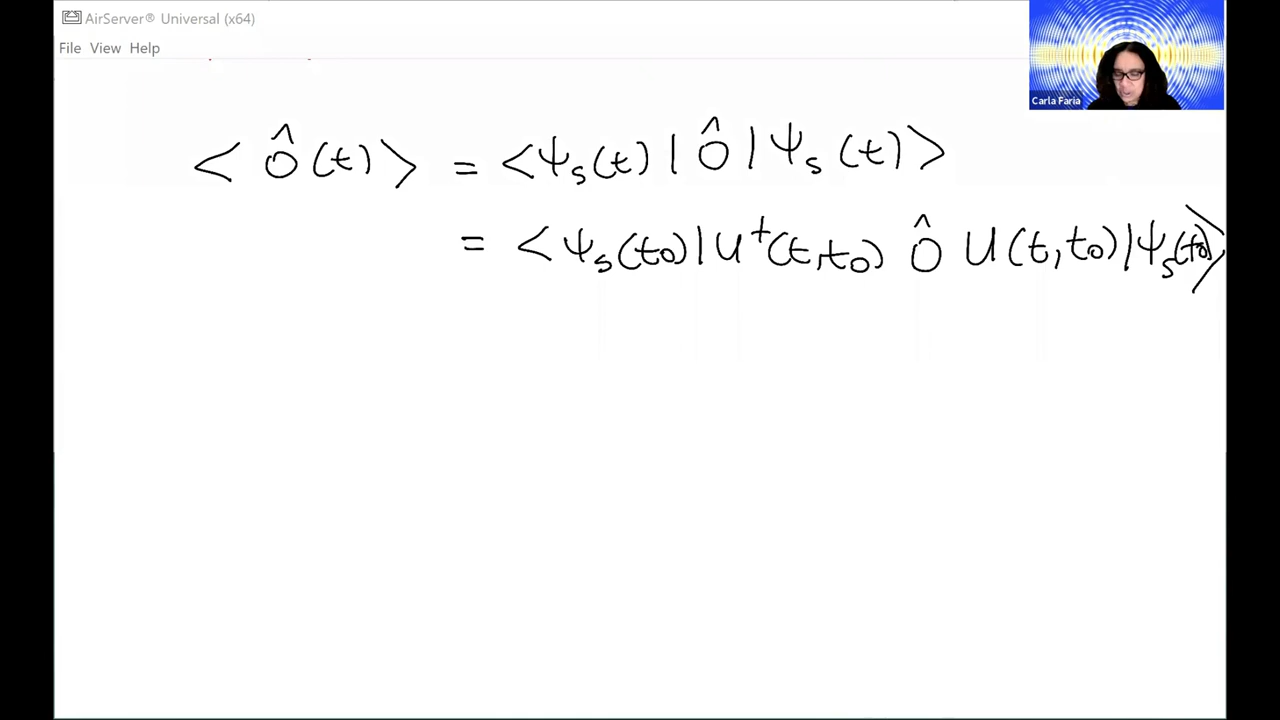 AirServer® Universal (x64)
File View Help
Carla Faria
< Ô(t) > = <ψₛ(t) | Ô | ψₛ(t) >
= <ψₛ(t₀) | U†(t,t₀) Ô U(t,t₀) | ψₛ(t₀) >